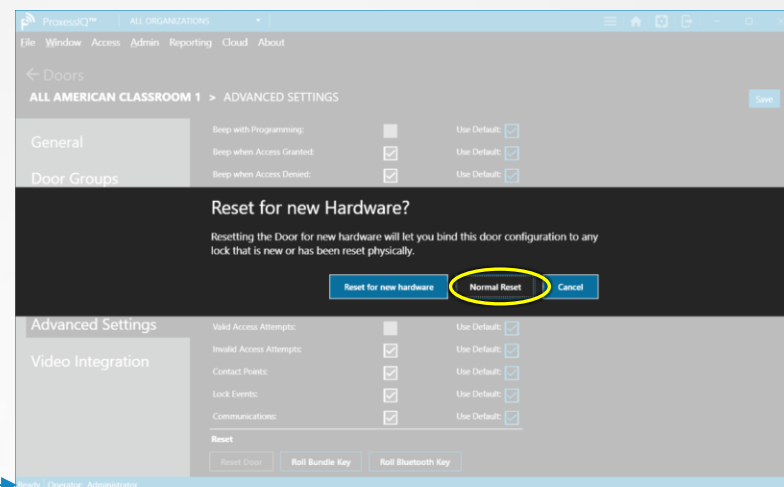 ProxessIQ™ ALL ORGANIZATIONS
File Window Access Admin Reporting Cloud About
Doors
ALL AMERICAN CLASSROOM 1 > ADVANCED SETTINGS
Save
General
Door Groups
Beep with Programming: Use Default:
Beep when Access Granted: Use Default:
Beep when Access Denied: Use Default:
Reset for new Hardware?
Resetting the Door for new hardware will let you bind this door configuration to any
lock that is new or has been reset physically.
Reset for new hardware Normal Reset Cancel
Advanced Settings
Video Integration
Valid Access Attempts: Use Default:
Invalid Access Attempts: Use Default:
Contact Points: Use Default:
Lock Events: Use Default:
Communications: Use Default:
Reset
Reset Door Roll Bundle Key Roll Bluetooth Key
Ready Operator: Administrator